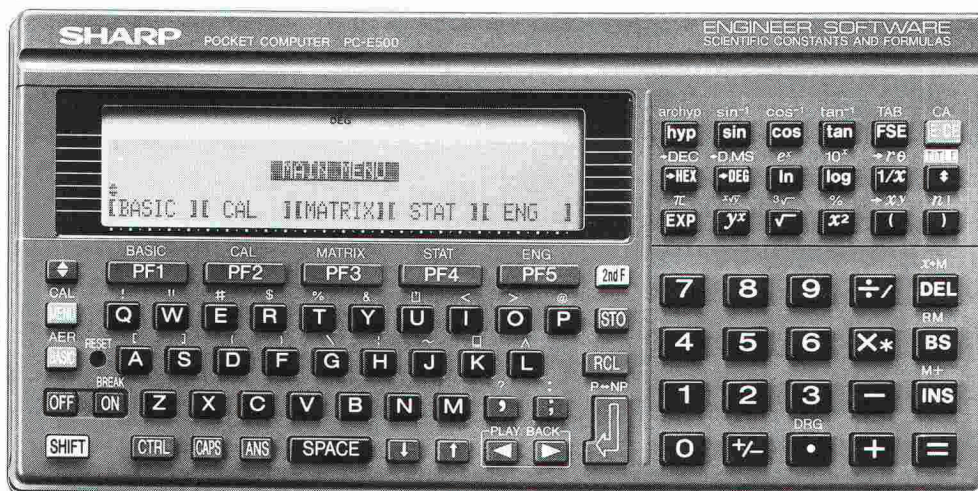 SHARP POCKET COMPUTER PC-E500
ENGINEER SOFTWARE
SCIENTIFIC CONSTANTS AND FORMULAS
DEG
MAIN MENU
[BASIC ][ CAL ][MATRIX][ STAT ][ ENG ]
BASIC CAL MATRIX STAT ENG
PF1 PF2 PF3 PF4 PF5 2nd F
CAL ! " # $ % & < > @
MENU Q W E R T Y U I O P STO
AER RESET [ ] ( ) \ ¦ ~ ^
BASIC A S D F G H J K L RCL
BREAK ? : P↔NP
OFF ON Z X C V B N M , ;
PLAY BACK
SHIFT CTRL CAPS ANS SPACE ↓ ↑ ◀ ▶
archyp sin⁻¹ cos⁻¹ tan⁻¹ TAB CA
hyp sin cos tan FSE C·CE
→DEC →D.MS eˣ 10ˣ →rθ
→HEX →DEG ln log 1/x
π ˣ√y ³√ % →xy n!
EXP yˣ √ x² ( )
x→M
7 8 9 ÷/ DEL
RM
4 5 6 X* BS
M+
1 2 3 − INS
DRG
0 +/− • + =